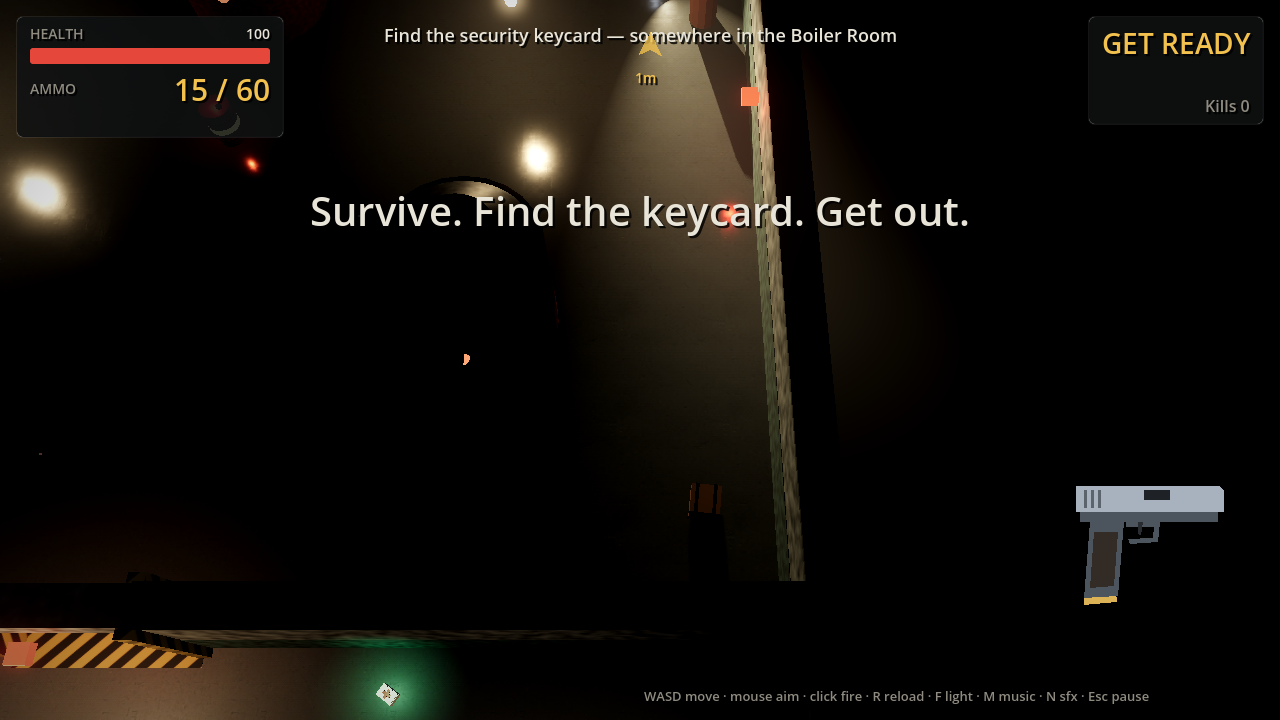 HEALTH 100
AMMO 15 / 60
Find the security keycard — somewhere in the Boiler Room
1m
GET READY
Kills 0
Survive. Find the keycard. Get out.
WASD move · mouse aim · click fire · R reload · F light · M music · N sfx · Esc pause